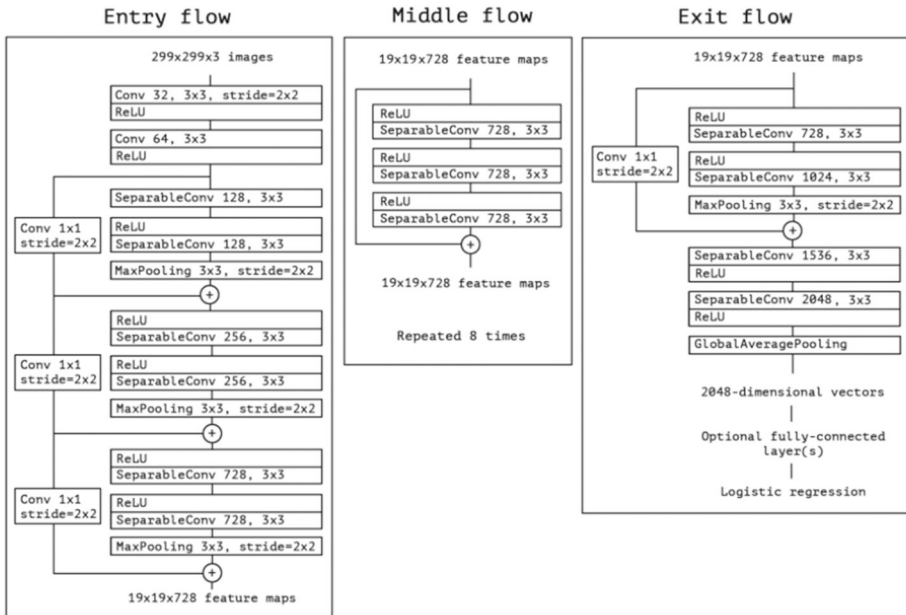 Entry flow
299x299x3 images
Conv 32, 3x3, stride=2x2
ReLU
Conv 64, 3x3
ReLU
SeparableConv 128, 3x3
Conv 1x1
stride=2x2
ReLU
SeparableConv 128, 3x3
MaxPooling 3x3, stride=2x2
+
ReLU
SeparableConv 256, 3x3
Conv 1x1
stride=2x2
ReLU
SeparableConv 256, 3x3
MaxPooling 3x3, stride=2x2
+
ReLU
SeparableConv 728, 3x3
Conv 1x1
stride=2x2
ReLU
SeparableConv 728, 3x3
MaxPooling 3x3, stride=2x2
+
19x19x728 feature maps
Middle flow
19x19x728 feature maps
ReLU
SeparableConv 728, 3x3
ReLU
SeparableConv 728, 3x3
ReLU
SeparableConv 728, 3x3
+
19x19x728 feature maps
Repeated 8 times
Exit flow
19x19x728 feature maps
ReLU
SeparableConv 728, 3x3
Conv 1x1
stride=2x2
ReLU
SeparableConv 1024, 3x3
MaxPooling 3x3, stride=2x2
+
SeparableConv 1536, 3x3
ReLU
SeparableConv 2048, 3x3
ReLU
GlobalAveragePooling
2048-dimensional vectors
Optional fully-connected
layer(s)
Logistic regression